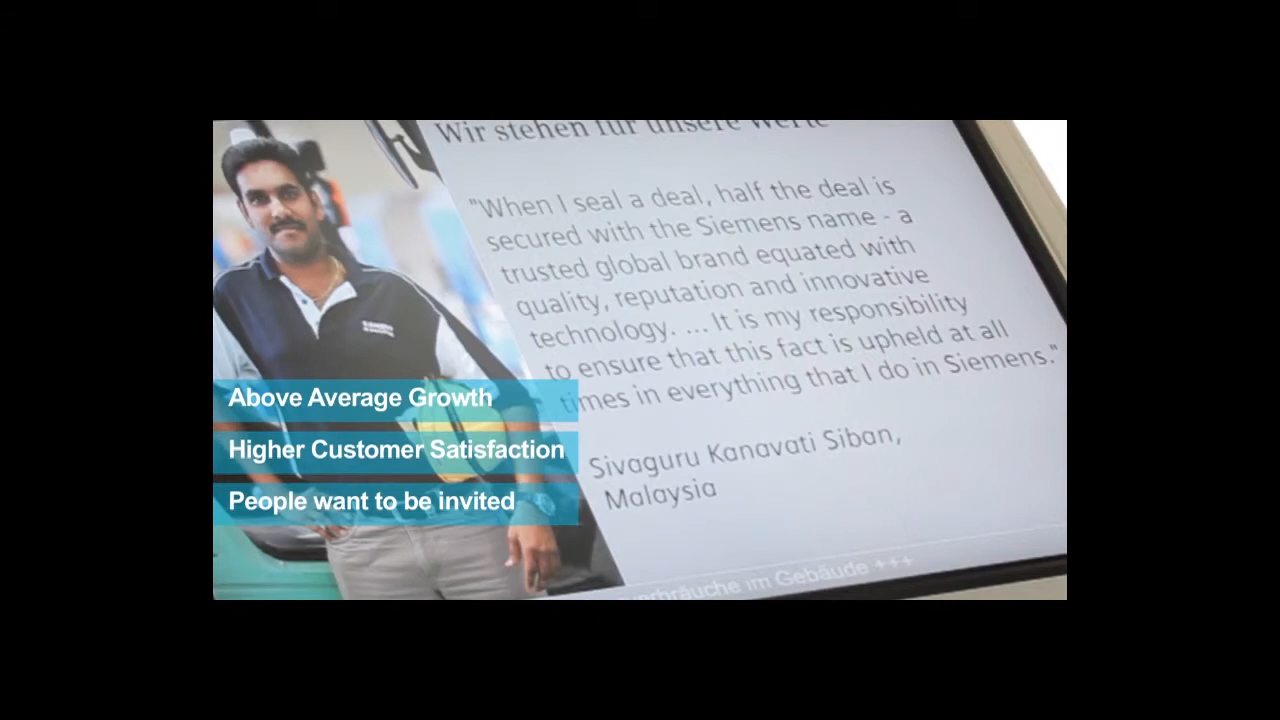 Wir stehen für unsere Werte
"When I seal a deal, half the deal is
secured with the Siemens name - a
trusted global brand equated with
quality, reputation and innovative
technology. ... It is my responsibility
to ensure that this fact is upheld at all
times in everything that I do in Siemens."
Sivaguru Kanavati Siban,
Malaysia
Above Average Growth
Higher Customer Satisfaction
People want to be invited
im Gebäude +++